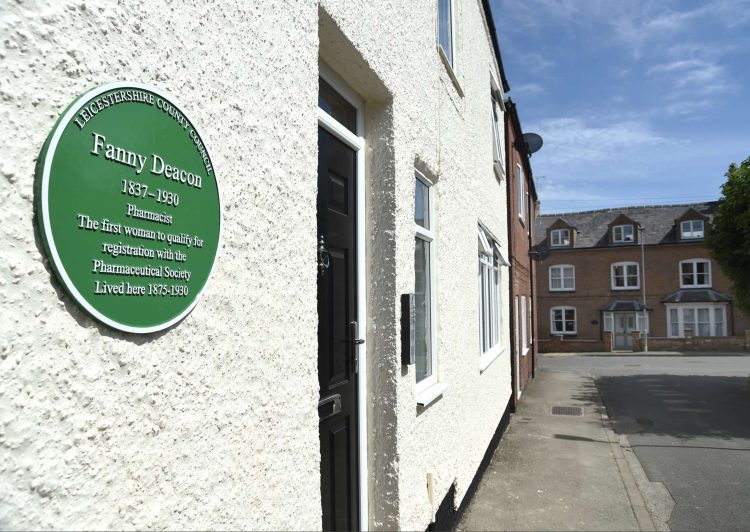 LEICESTERSHIRE COUNTY COUNCIL
Fanny Deacon
1837–1930
Pharmacist
The first woman to qualify for
registration with the
Pharmaceutical Society
Lived here 1875-1930